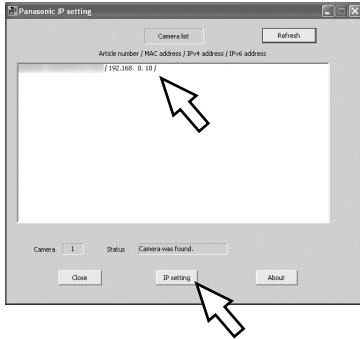 Panasonic IP setting
Camera list
Refresh
Article number / MAC address / IPv4 address / IPv6 address
/ 192.168. 0. 10 /
Camera 1 Status Camera was found.
Close IP setting About